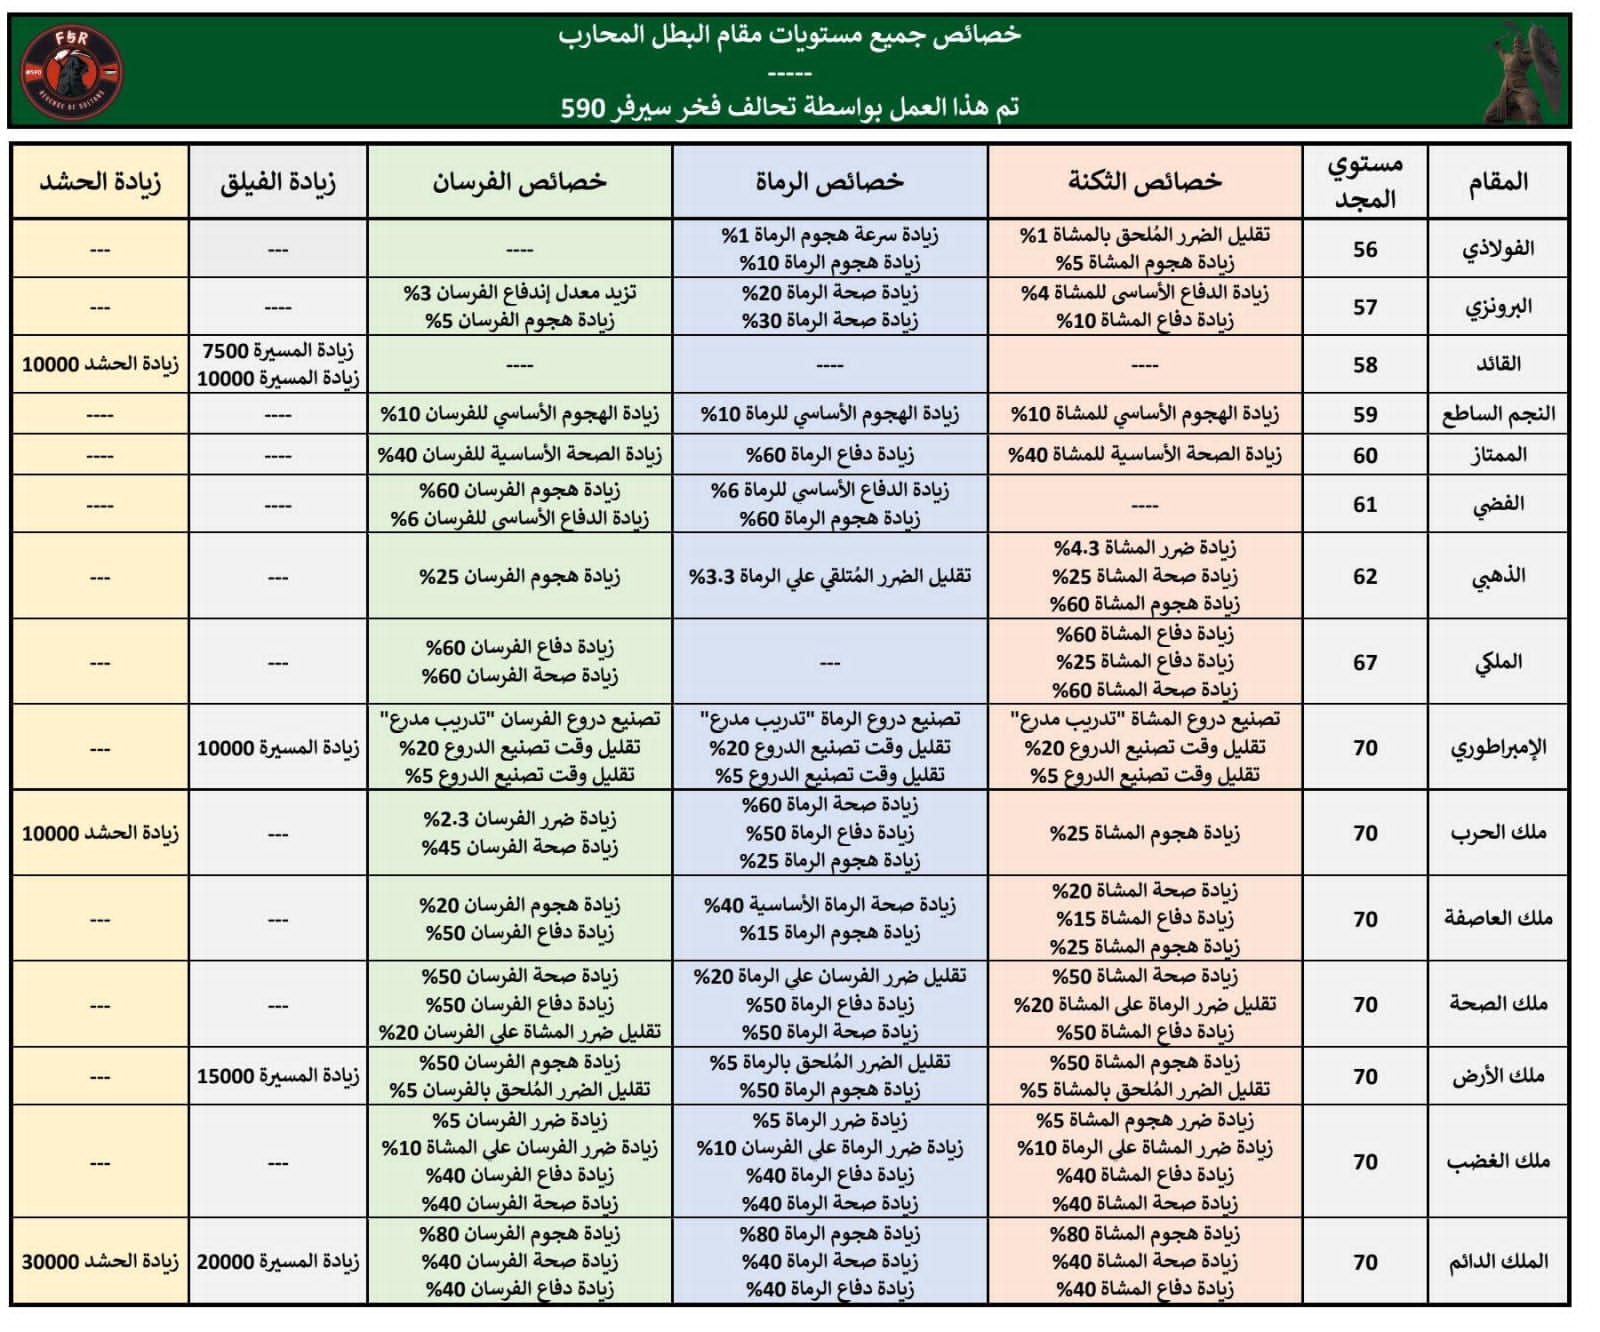 خصائص جميع مستويات مقام البطل المحارب
-----
تم هذا العمل بواسطة تحالف فخر سيرفر 590
F&R
#590
REVENGE OF SULTANS
المقام
مستوي المجد
خصائص الثكنة
خصائص الرماة
خصائص الفرسان
زيادة الفيلق
زيادة الحشد
الفولاذي
56
تقليل الضرر المُلحق بالمشاة 1%
زيادة هجوم المشاة 5%
زيادة سرعة هجوم الرماة 1%
زيادة هجوم الرماة 10%
----
---
---
البرونزي
57
زيادة الدفاع الأساسى للمشاة 4%
زيادة دفاع المشاة 10%
زيادة صحة الرماة 20%
زيادة صحة الرماة 30%
تزيد معدل إندفاع الفرسان 3%
زيادة هجوم الفرسان 5%
----
---
القائد
58
----
----
----
زيادة المسيرة 7500
زيادة المسيرة 10000
زيادة الحشد 10000
النجم الساطع
59
زيادة الهجوم الأساسي للمشاة 10%
زيادة الهجوم الأساسي للرماة 10%
زيادة الهجوم الأساسي للفرسان 10%
----
----
الممتاز
60
زيادة الصحة الأساسية للمشاة 40%
زيادة دفاع الرماة 60%
زيادة الصحة الأساسية للفرسان 40%
----
----
الفضي
61
----
زيادة الدفاع الأساسي للرماة 6%
زيادة هجوم الرماة 60%
زيادة هجوم الفرسان 60%
زيادة الدفاع الأساسي للفرسان 6%
----
----
الذهبي
62
زيادة ضرر المشاة 4.3%
زيادة صحة المشاة 25%
زيادة هجوم المشاة 60%
تقليل الضرر المُتلقي علي الرماة 3.3%
زيادة هجوم الفرسان 25%
---
---
الملكي
67
زيادة دفاع المشاة 60%
زيادة دفاع المشاة 25%
زيادة صحة المشاة 60%
---
زيادة دفاع الفرسان 60%
زيادة صحة الفرسان 60%
---
---
الإمبراطوري
70
تصنيع دروع المشاة "تدريب مدرع"
تقليل وقت تصنيع الدروع 20%
تقليل وقت تصنيع الدروع 5%
تصنيع دروع الرماة "تدريب مدرع"
تقليل وقت تصنيع الدروع 20%
تقليل وقت تصنيع الدروع 5%
تصنيع دروع الفرسان "تدريب مدرع"
تقليل وقت تصنيع الدروع 20%
تقليل وقت تصنيع الدروع 5%
زيادة المسيرة 10000
---
ملك الحرب
70
زيادة هجوم المشاة 25%
زيادة صحة الرماة 60%
زيادة دفاع الرماة 50%
زيادة هجوم الرماة 25%
زيادة ضرر الفرسان 2.3%
زيادة صحة الفرسان 45%
---
زيادة الحشد 10000
ملك العاصفة
70
زيادة صحة المشاة 20%
زيادة دفاع المشاة 15%
زيادة هجوم المشاة 25%
زيادة صحة الرماة الأساسية 40%
زيادة هجوم الرماة 15%
زيادة هجوم الفرسان 20%
زيادة دفاع الفرسان 50%
---
---
ملك الصحة
70
زيادة صحة المشاة 50%
تقليل ضرر الرماة على المشاة 20%
زيادة دفاع المشاة 50%
تقليل ضرر الفرسان علي الرماة 20%
زيادة دفاع الرماة 50%
زيادة صحة الرماة 50%
زيادة صحة الفرسان 50%
زيادة دفاع الفرسان 50%
تقليل ضرر المشاة علي الفرسان 20%
---
---
ملك الأرض
70
زيادة هجوم المشاة 50%
تقليل الضرر المُلحق بالمشاة 5%
تقليل الضرر المُلحق بالرماة 5%
زيادة هجوم الرماة 50%
زيادة هجوم الفرسان 50%
تقليل الضرر المُلحق بالفرسان 5%
زيادة المسيرة 15000
---
ملك الغضب
70
زيادة ضرر هجوم المشاة 5%
زيادة ضرر المشاة علي الرماة 10%
زيادة دفاع المشاة 40%
زيادة صحة المشاة 40%
زيادة ضرر الرماة 5%
زيادة ضرر الرماة على الفرسان 10%
زيادة دفاع الرماة 40%
زيادة صحة الرماة 40%
زيادة ضرر الفرسان 5%
زيادة ضرر الفرسان علي المشاة 10%
زيادة دفاع الفرسان 40%
زيادة صحة الفرسان 40%
---
---
الملك الدائم
70
زيادة هجوم المشاة 80%
زيادة صحة المشاة 40%
زيادة دفاع المشاة 40%
زيادة هجوم الرماة 80%
زيادة صحة الرماة 40%
زيادة دفاع الرماة 40%
زيادة هجوم الفرسان 80%
زيادة صحة الفرسان 40%
زيادة دفاع الفرسان 40%
زيادة المسيرة 20000
زيادة الحشد 30000